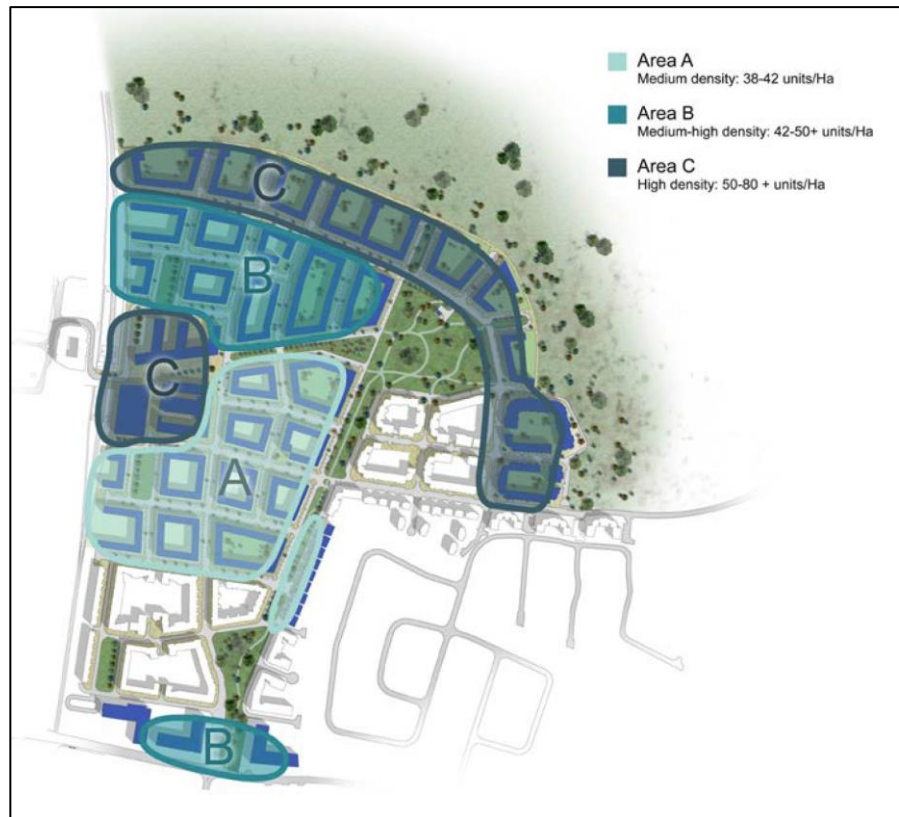 Area A
Medium density: 38-42 units/Ha
Area B
Medium-high density: 42-50+ units/Ha
Area C
High density: 50-80 + units/Ha
C
B
C
A
B